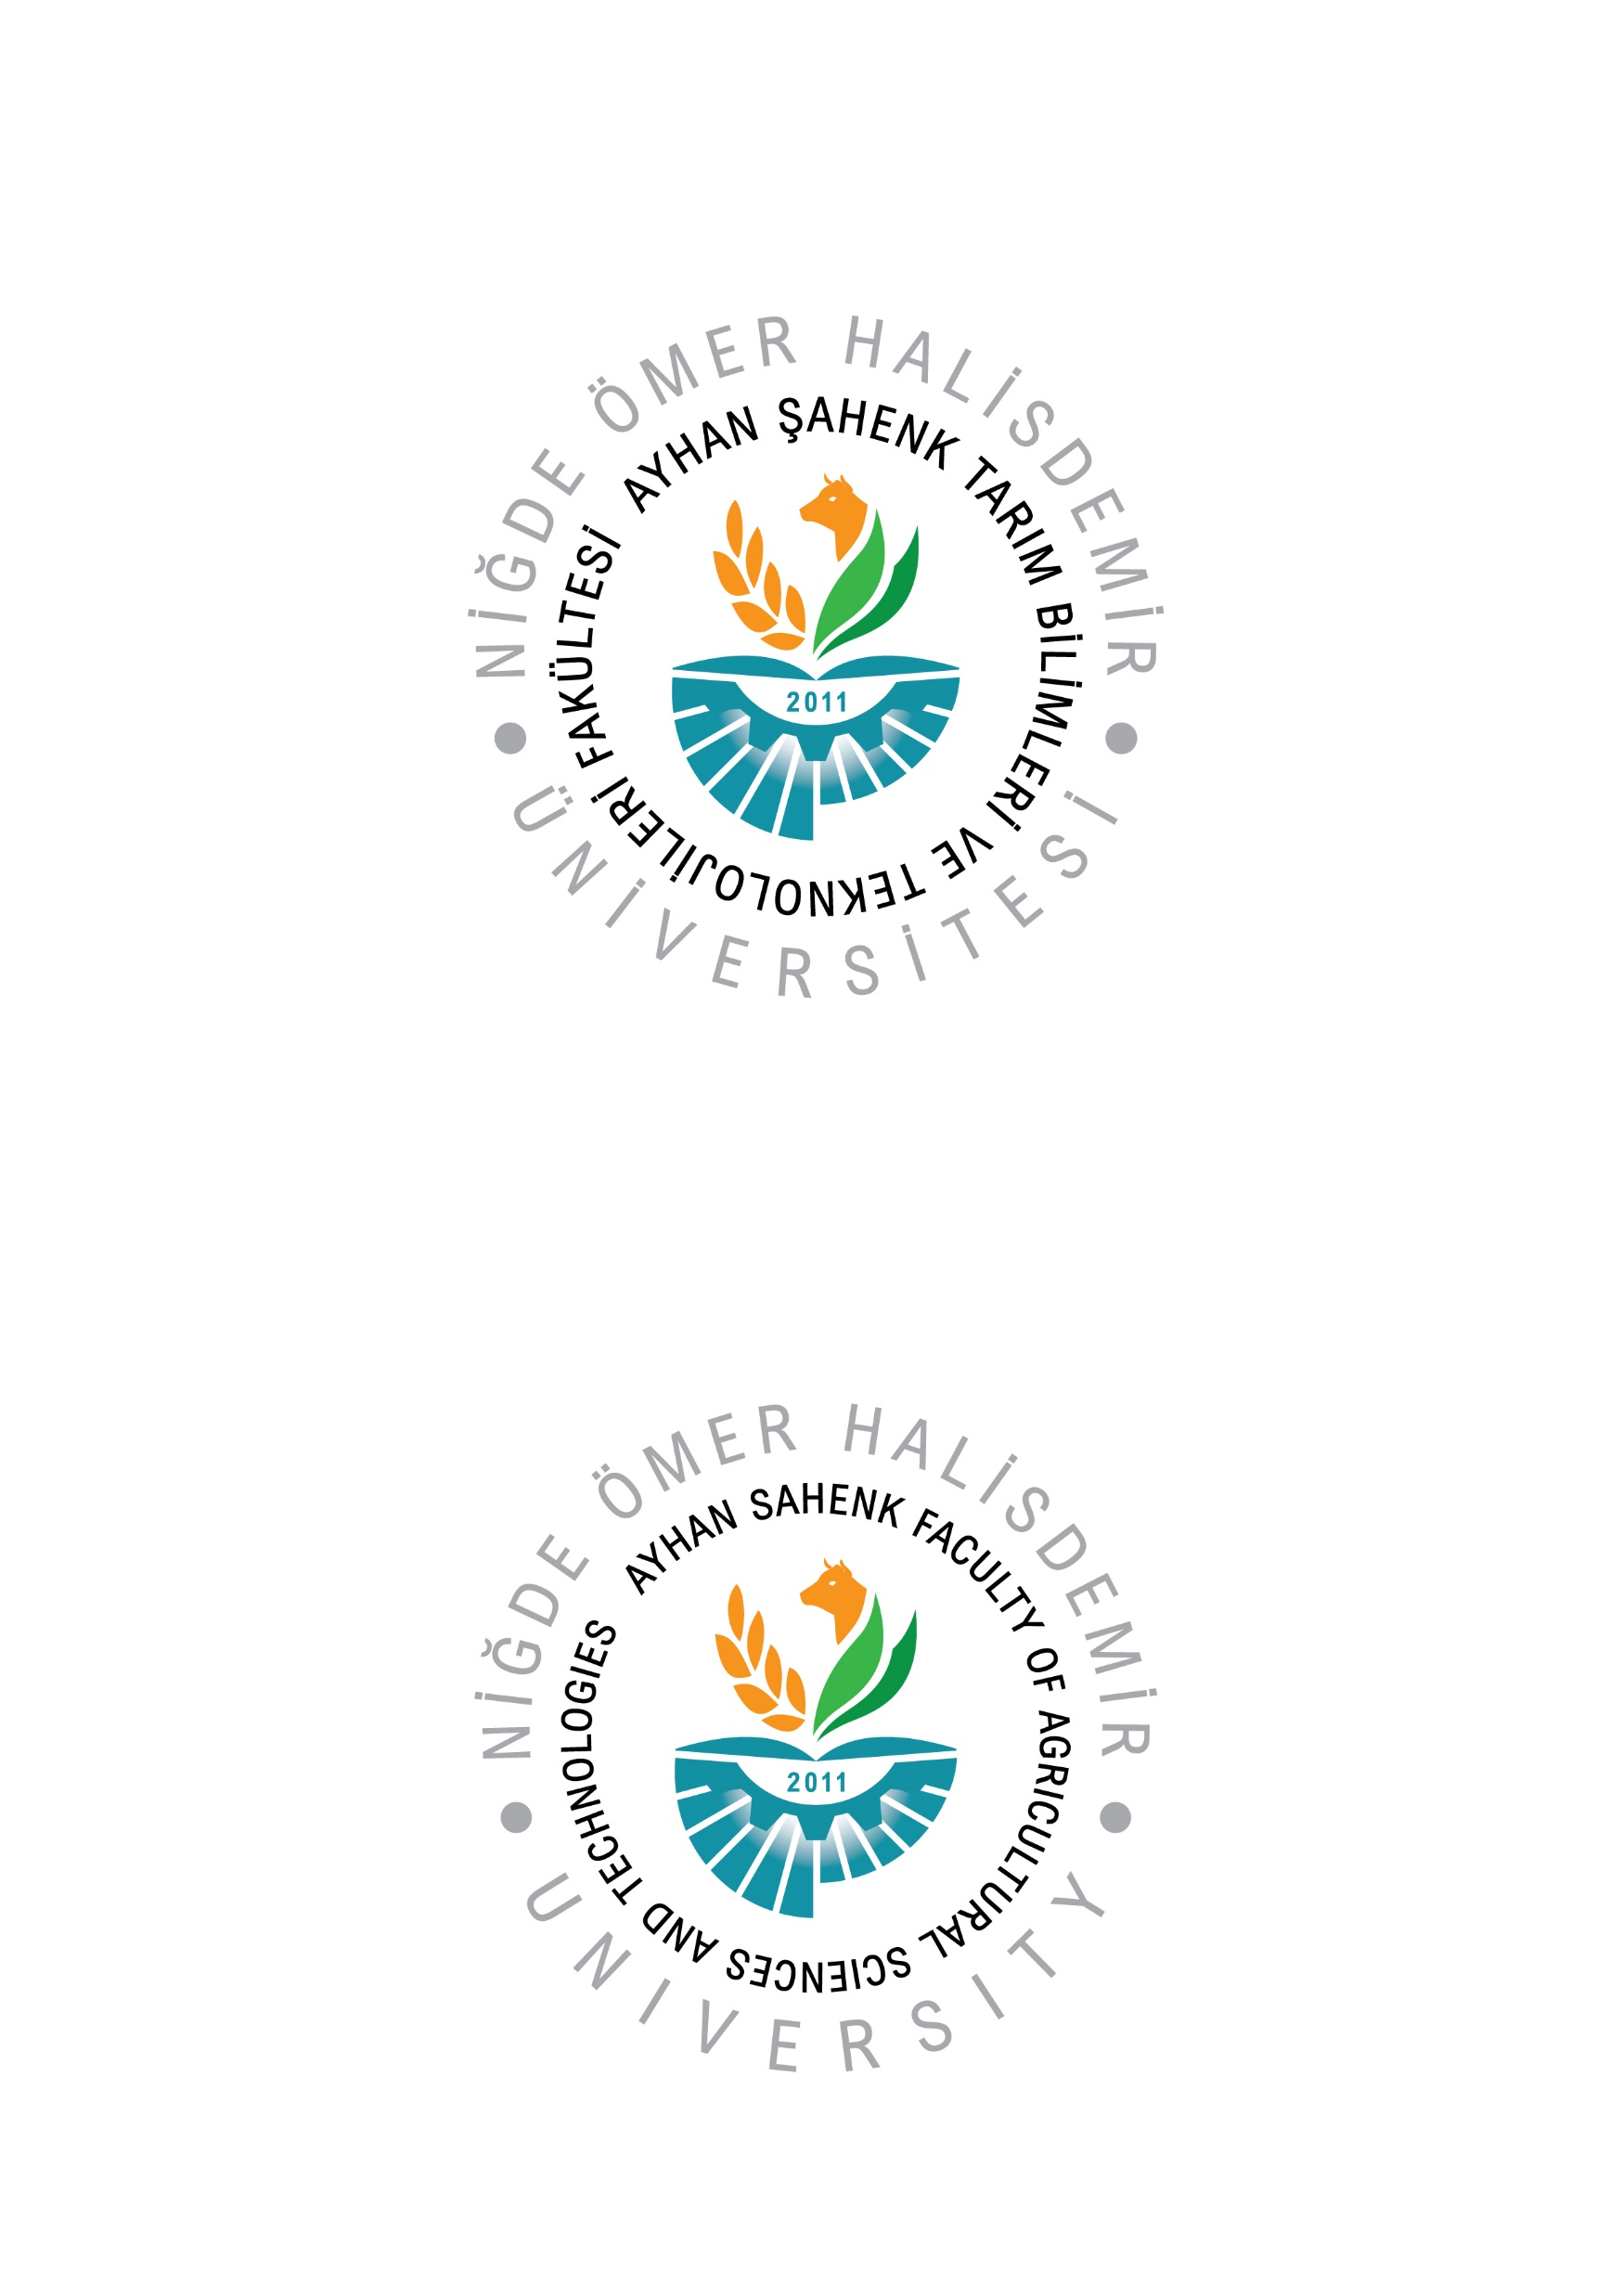 NİĞDE ÖMER HALİSDEMİR
ÜNİVERSİTESİ
AYHAN ŞAHENK TARIM BİLİMLERİ VE TEKNOLOJİLERİ FAKÜLTESİ
2011
NİĞDE ÖMER HALİSDEMİR
UNIVERSITY
AYHAN SAHENK FACULTY OF AGRICULTURAL SCIENCES AND TECHNOLOGIES
2011